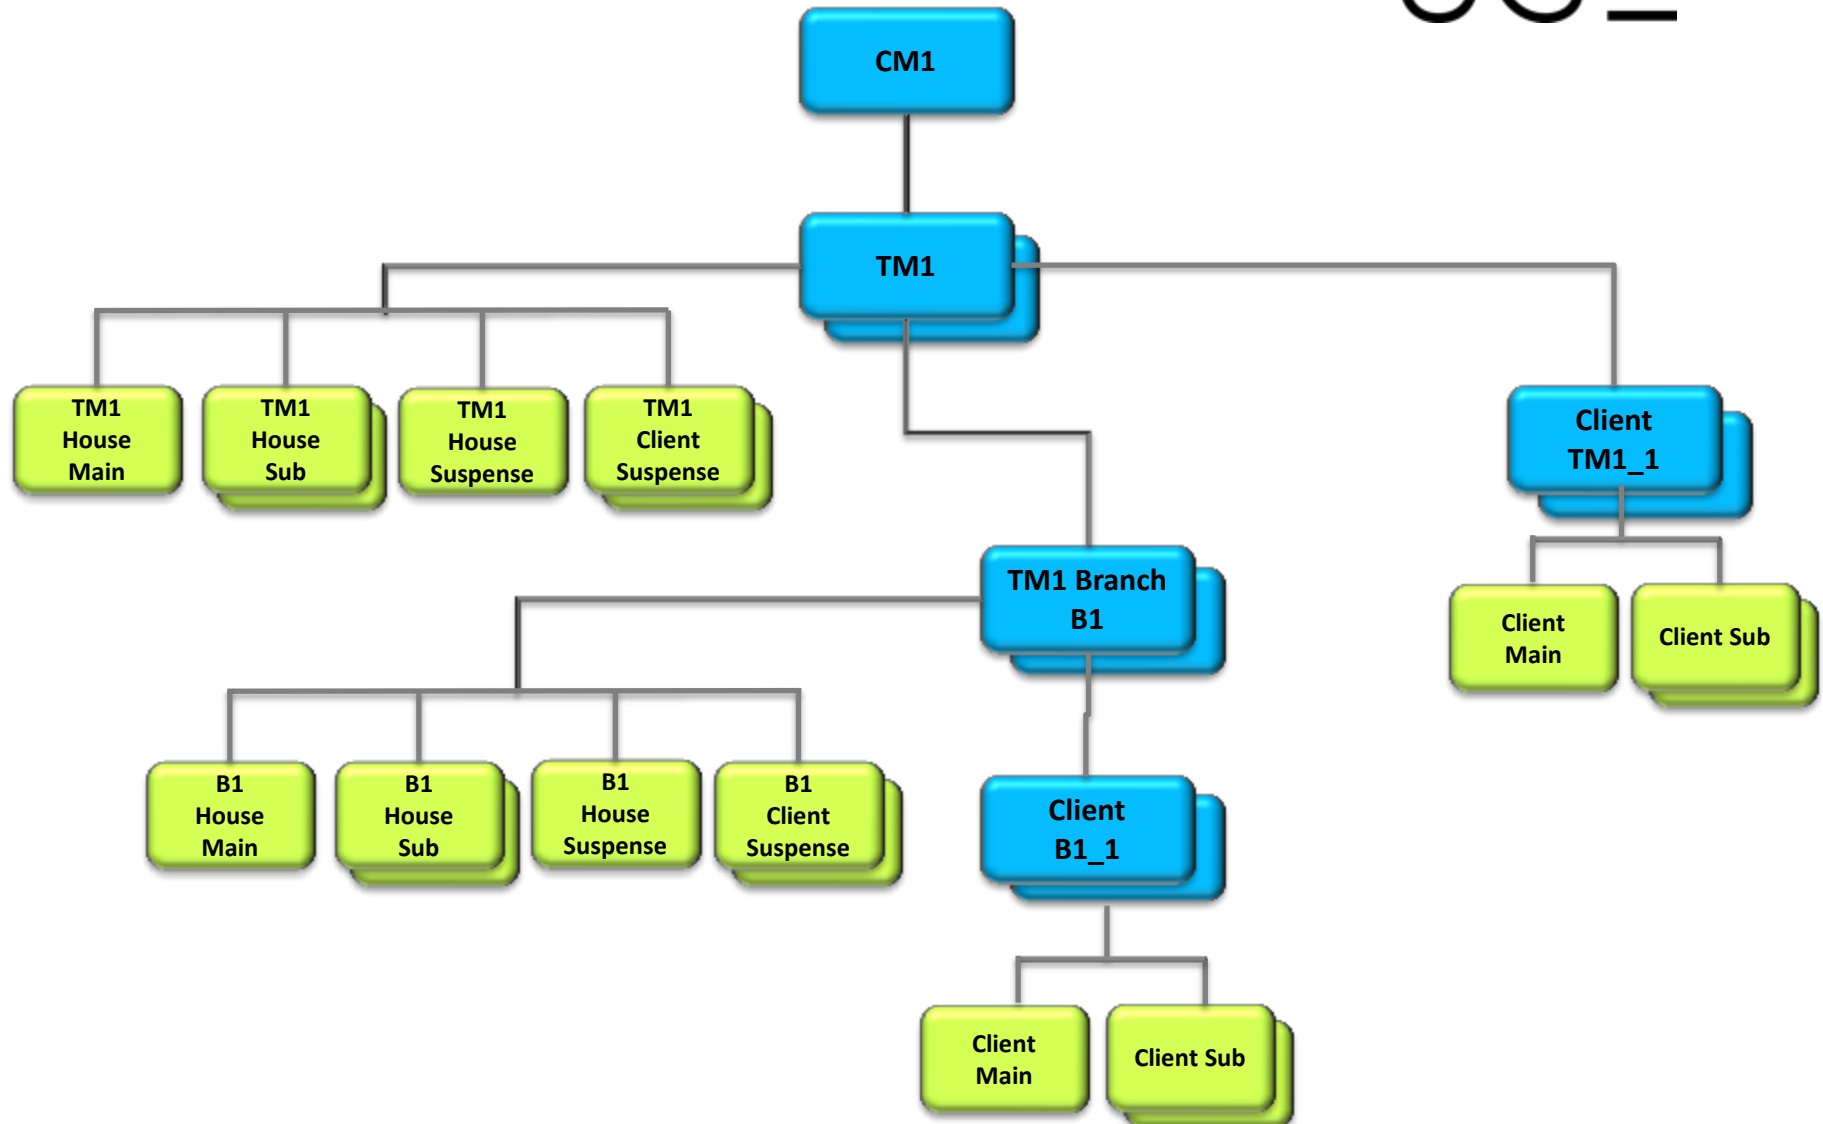 CM1
TM1
TM1
House
Main
TM1
House
Sub
TM1
House
Suspense
TM1
Client
Suspense
Client
TM1_1
TM1 Branch
B1
Client
Main
Client Sub
B1
House
Main
B1
House
Sub
B1
House
Suspense
B1
Client
Suspense
Client
B1_1
Client
Main
Client Sub